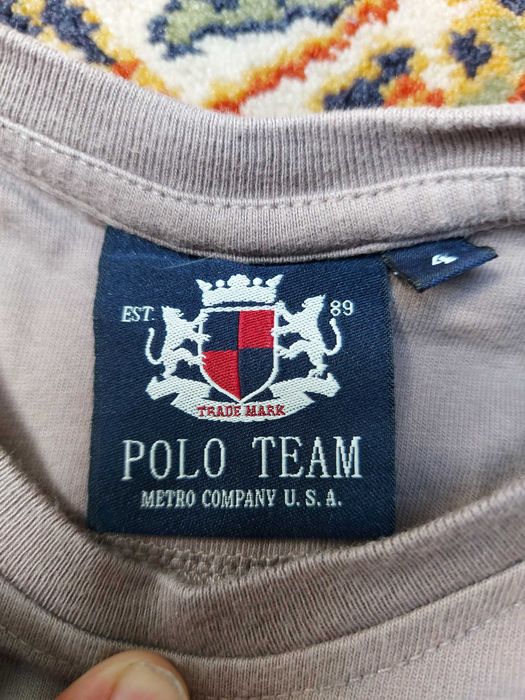 EST. 89
TRADE MARK
POLO TEAM
METRO COMPANY U.S.A.